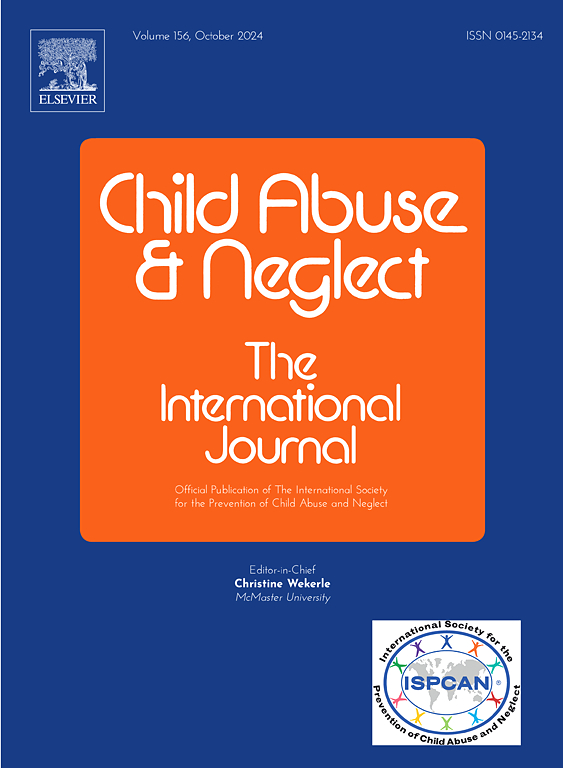 Volume 156, October 2024
ISSN 0145-2134
ELSEVIER
Child Abuse
& Neglect
The
International
Journal
Official Publication of The International Society
for the Prevention of Child Abuse and Neglect
Editor-in-Chief
Christine Wekerle
McMaster University
International Society for the
ISPCAN ®
Prevention of Child Abuse and Neglect